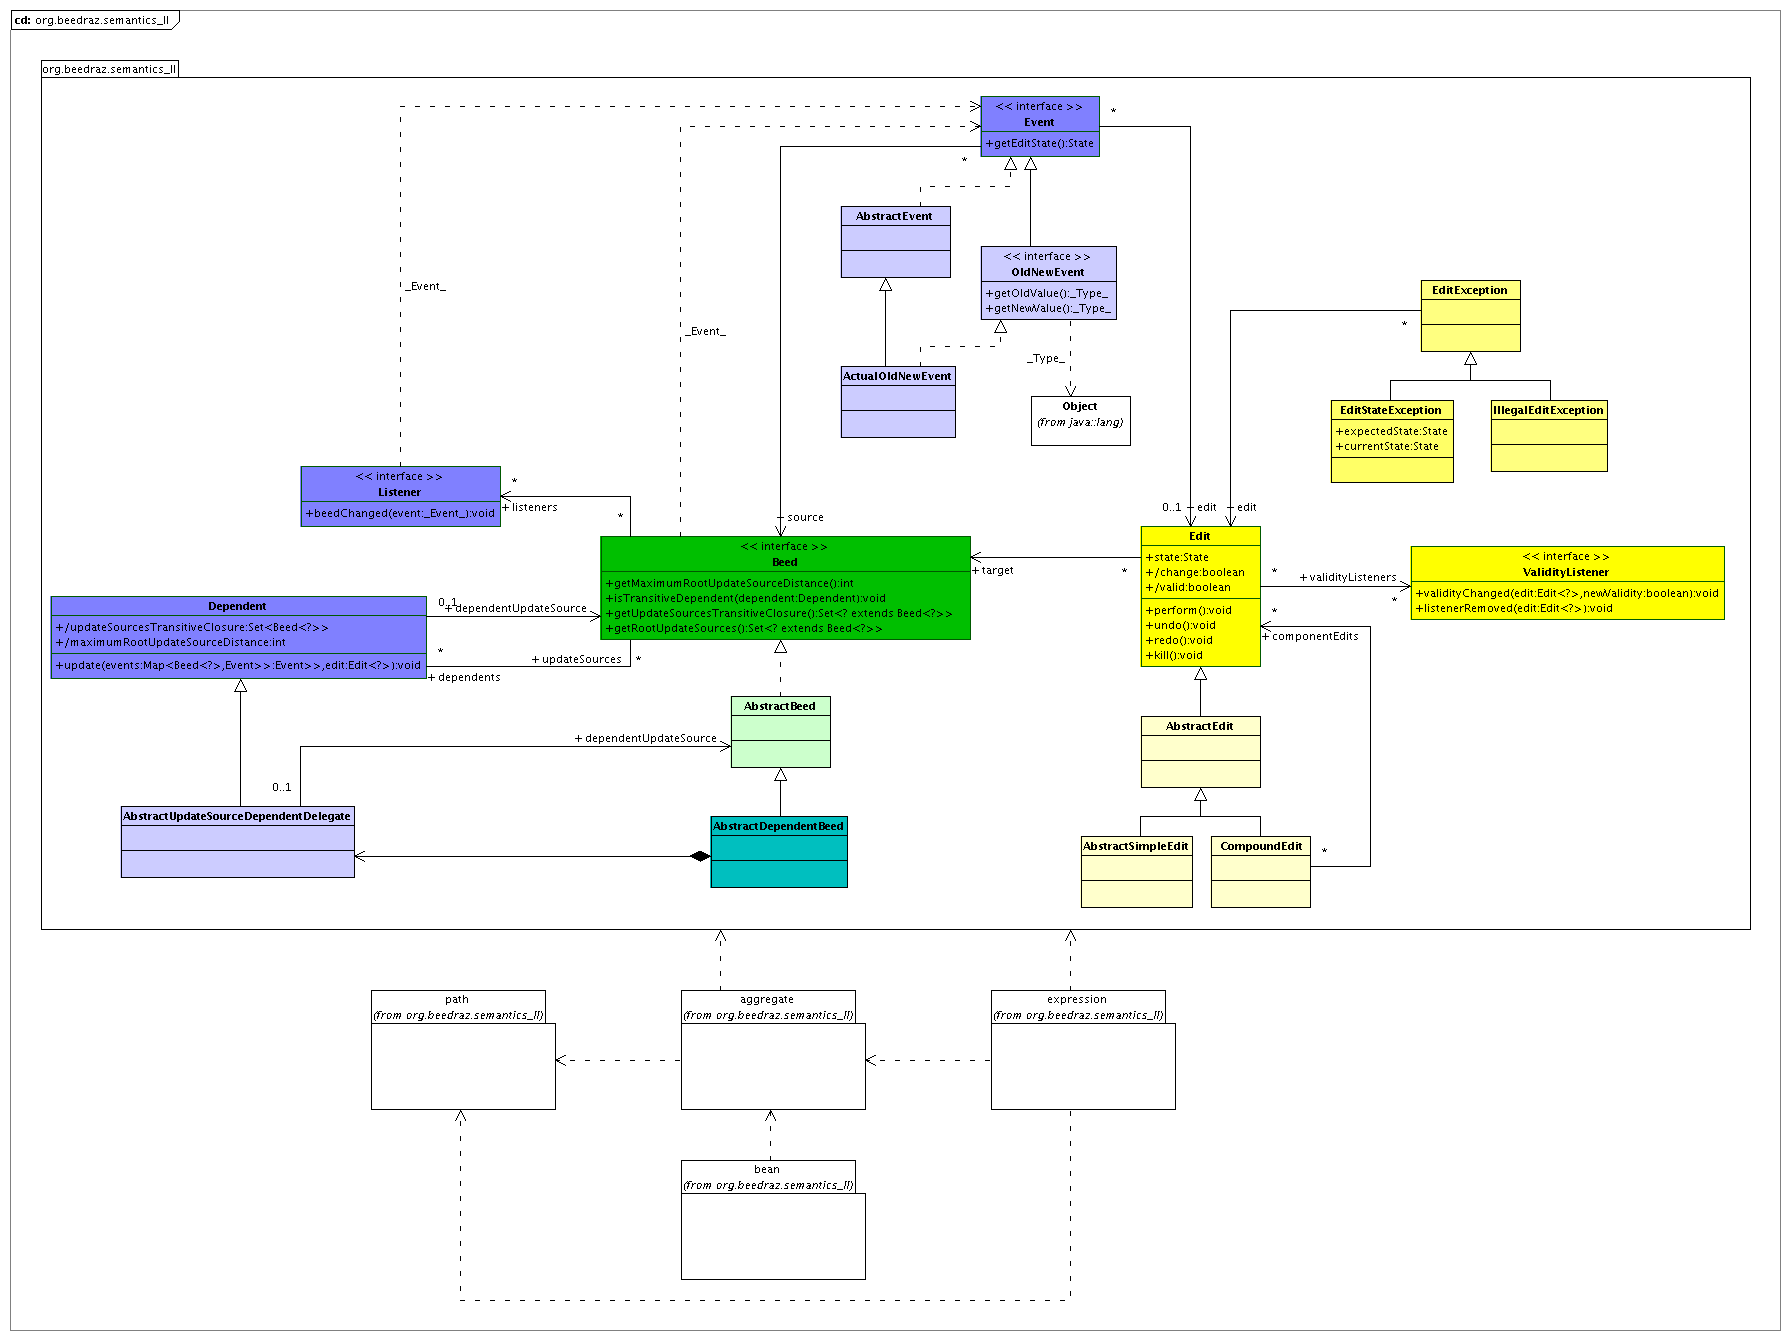 cd: org.beedraz.semantics_II
org.beedraz.semantics_II
<< interface >>
Event
+getEditState():State
*
*
AbstractEvent
<< interface >>
OldNewEvent
+getOldValue():_Type_
+getNewValue():_Type_
_Event_
_Event_
_Type_
ActualOldNewEvent
Object
(from java::lang)
EditException
*
EditStateException
+expectedState:State
+currentState:State
IllegalEditException
<< interface >>
Listener
+beedChanged(event:_Event_):void
*
+ listeners
*
+ source
0..1
+ edit
+ edit
<< interface >>
Beed
+getMaximumRootUpdateSourceDistance():int
+isTransitiveDependent(dependent:Dependent):void
+getUpdateSourcesTransitiveClosure():Set<? extends Beed<?>>
+getRootUpdateSources():Set<? extends Beed<?>>
+ target
*
Edit
+state:State
+/change:boolean
+/valid:boolean
+perform():void
+undo():void
+redo():void
+kill():void
*
+ validityListeners
*
<< interface >>
ValidityListener
+validityChanged(edit:Edit<?>,newValidity:boolean):void
+listenerRemoved(edit:Edit<?>):void
*
+ componentEdits
Dependent
+/updateSourcesTransitiveClosure:Set<Beed<?>>
+/maximumRootUpdateSourceDistance:int
+update(events:Map<Beed<?>,Event>>:Event>>,edit:Edit<?>):void
0..1
+ dependentUpdateSource
*
+ dependents
+ updateSources
*
AbstractBeed
+ dependentUpdateSource
0..1
AbstractEdit
AbstractUpdateSourceDependentDelegate
AbstractDependentBeed
AbstractSimpleEdit
CompoundEdit
*
path
(from org.beedraz.semantics_II)
aggregate
(from org.beedraz.semantics_II)
expression
(from org.beedraz.semantics_II)
bean
(from org.beedraz.semantics_II)